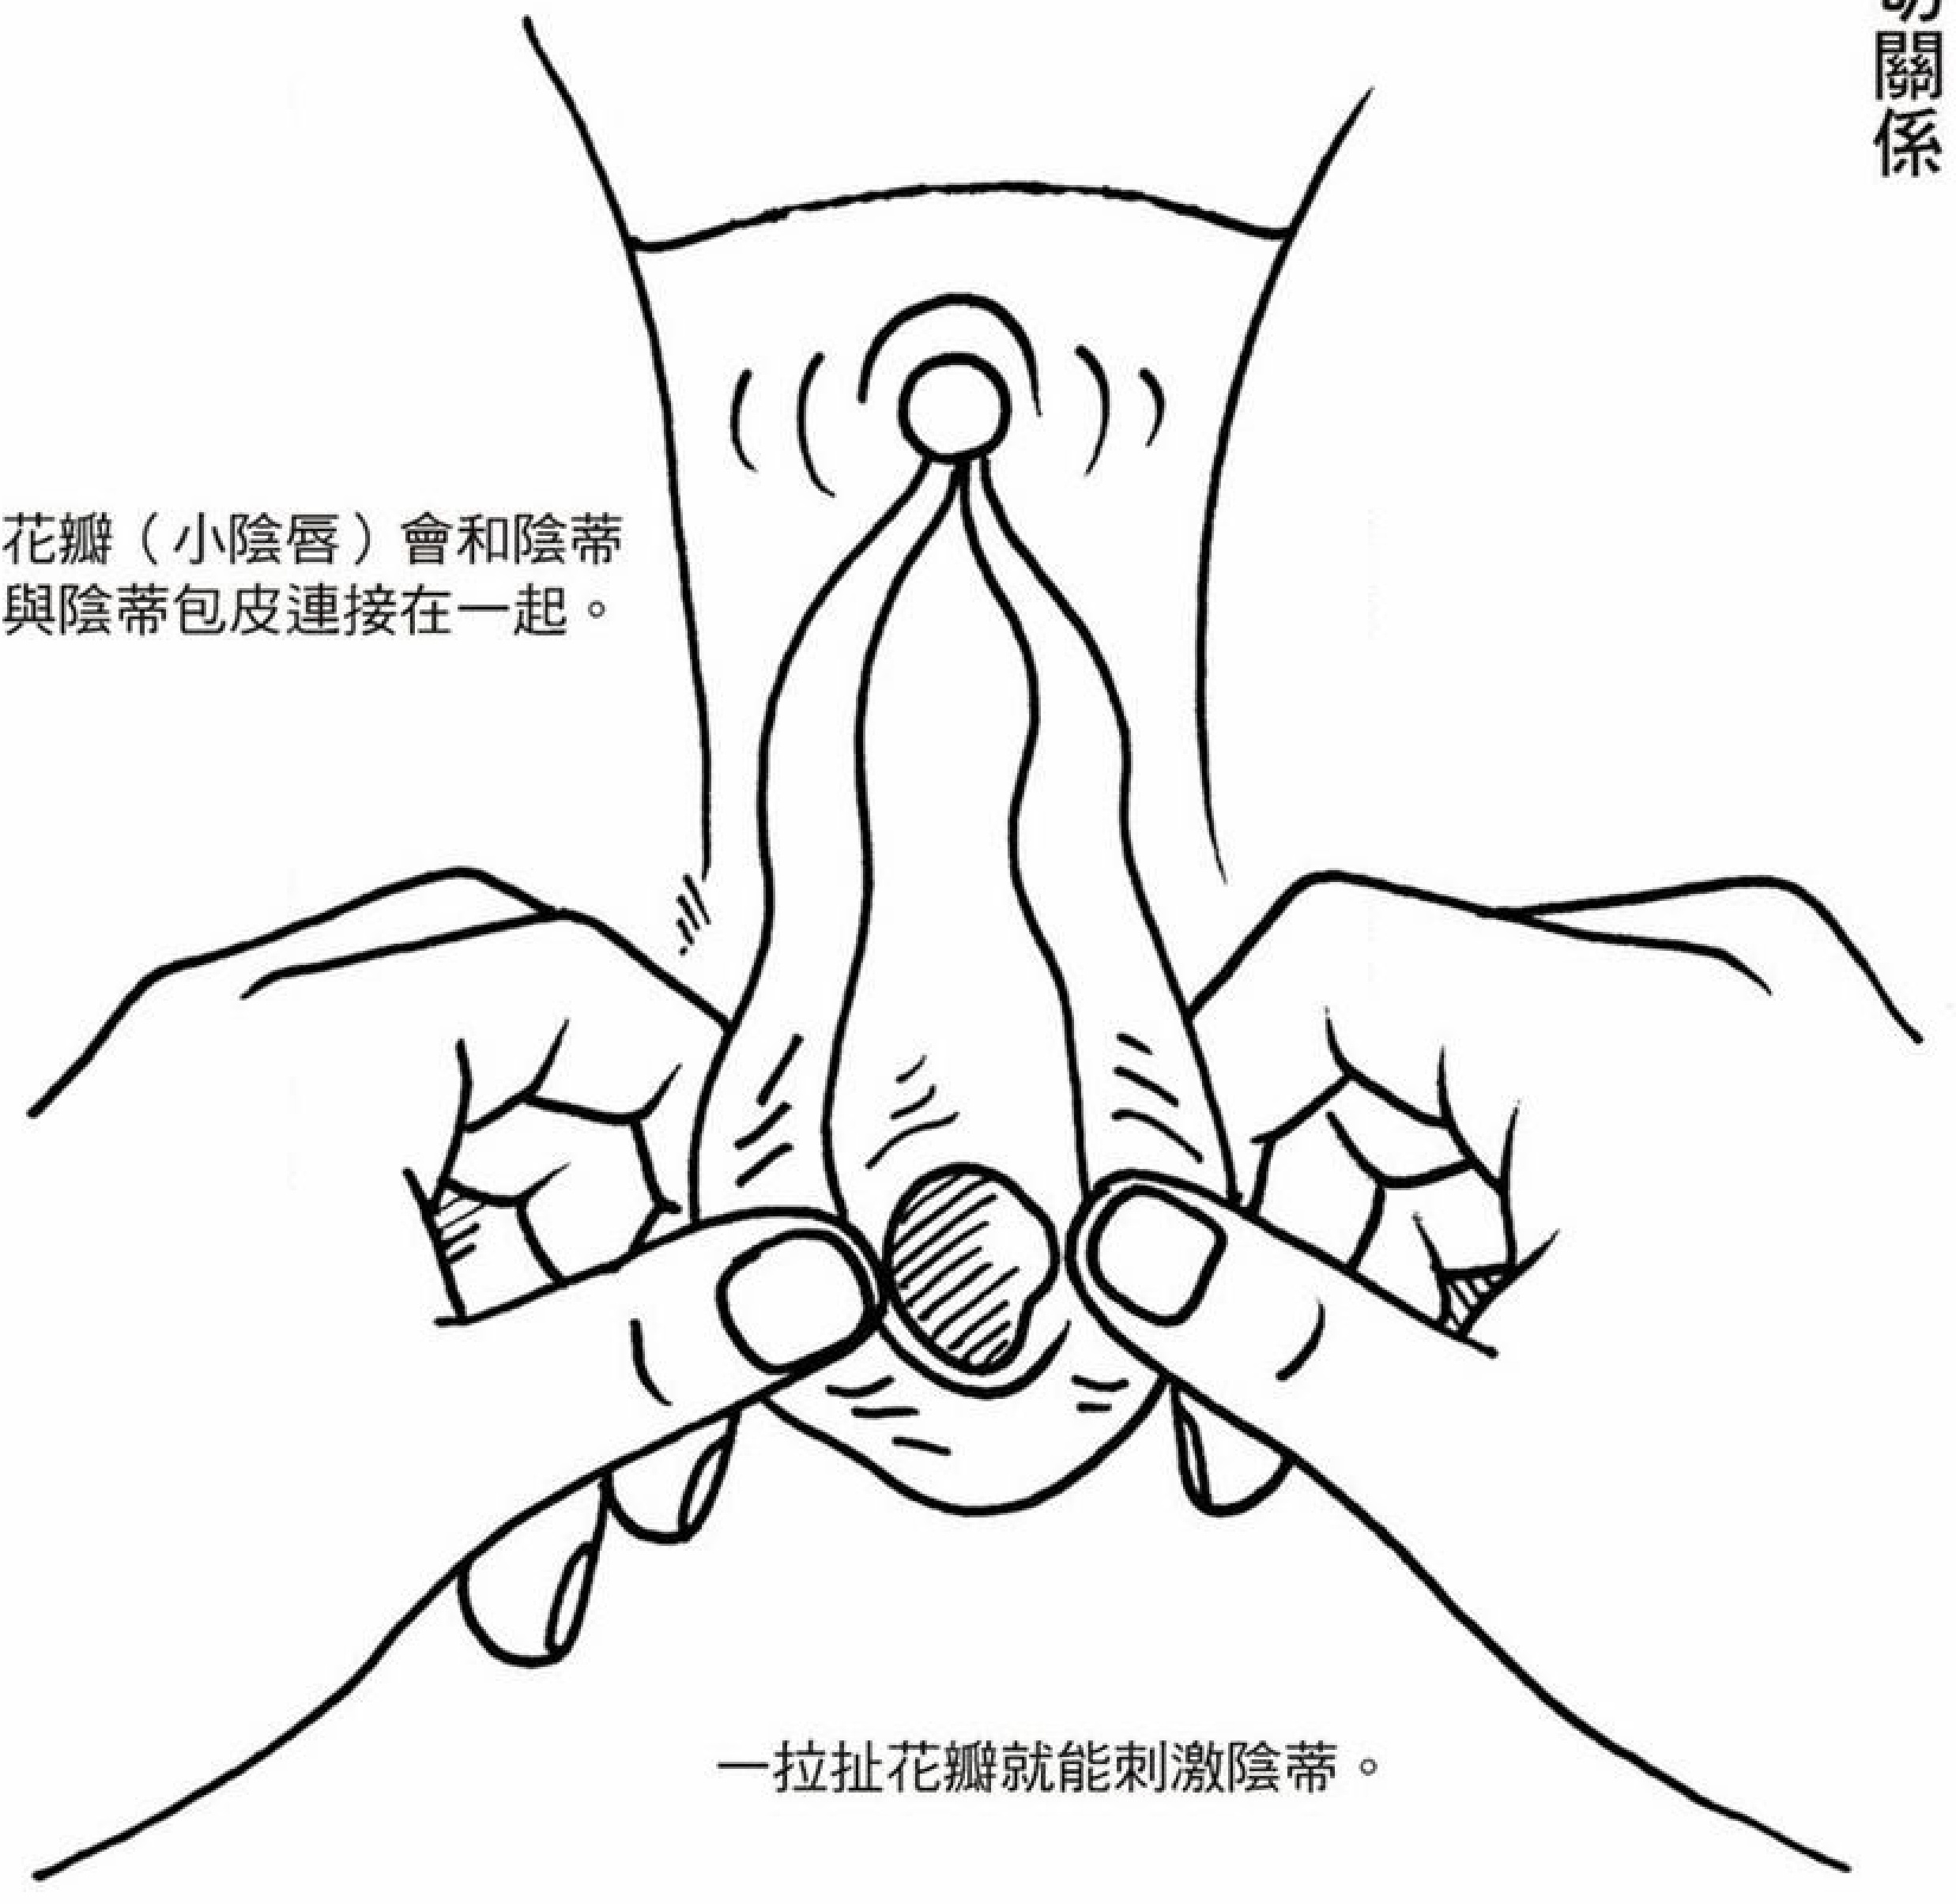 關係
花瓣（小陰唇）會和陰蒂
與陰蒂包皮連接在一起。
一拉扯花瓣就能刺激陰蒂。